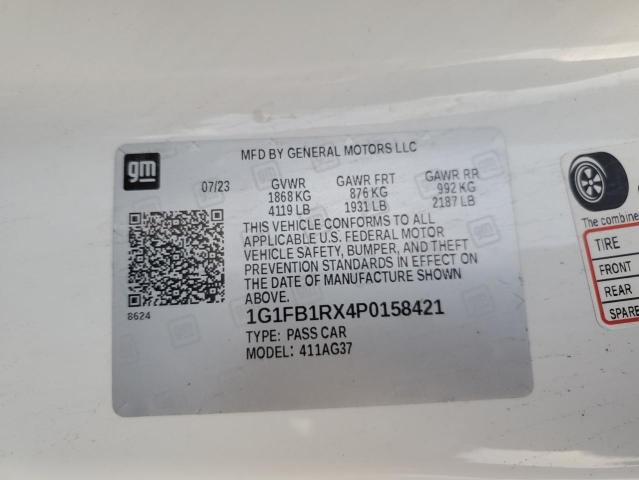 gm
MFD BY GENERAL MOTORS LLC
07/23 GVWR GAWR FRT GAWR RR
1868 KG 876 KG 992 KG
4119 LB 1931 LB 2187 LB
THIS VEHICLE CONFORMS TO ALL
APPLICABLE U.S. FEDERAL MOTOR
VEHICLE SAFETY, BUMPER, AND THEFT
PREVENTION STANDARDS IN EFFECT ON
THE DATE OF MANUFACTURE SHOWN
ABOVE.
8624
1G1FB1RX4P0158421
TYPE: PASS CAR
MODEL: 411AG37
The combine
TIRE
FRONT
REAR
SPARE